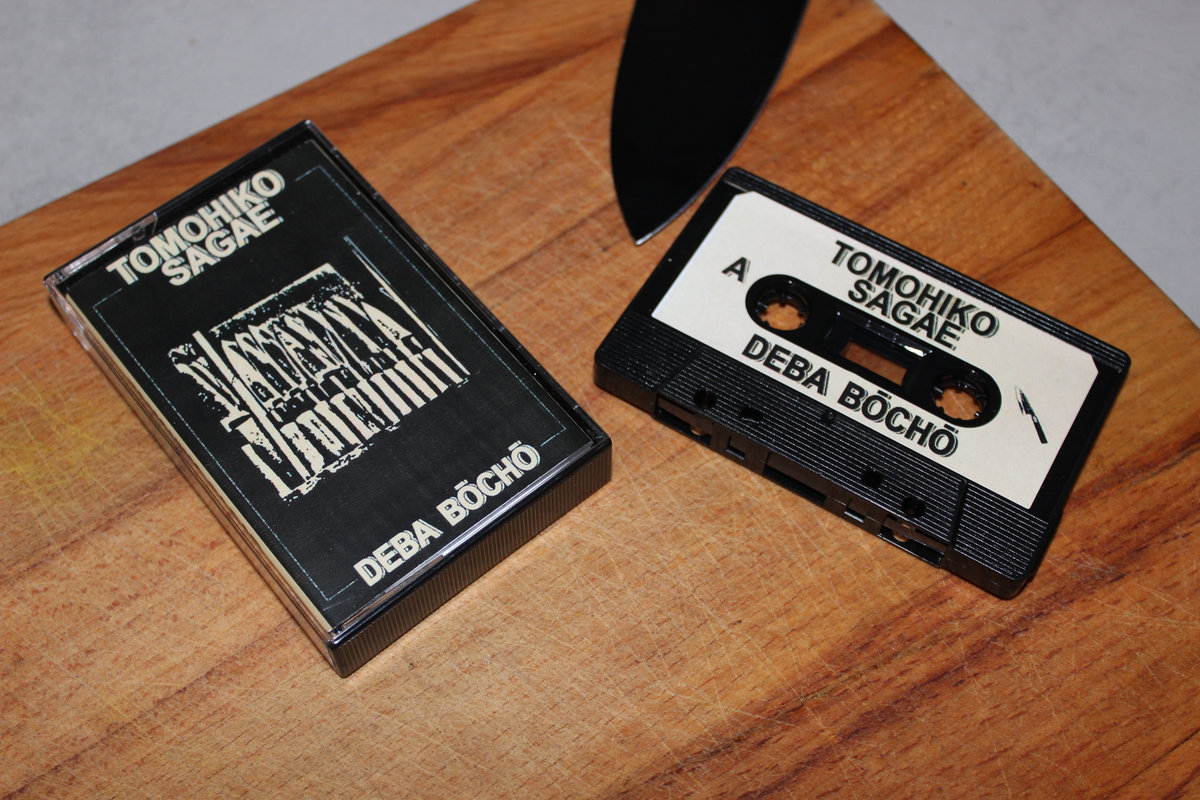 TOMOHIKO
SAGAE
DEBA BŌCHŌ
TOMOHIKO
SAGAE
A
DEBA BŌCHŌ